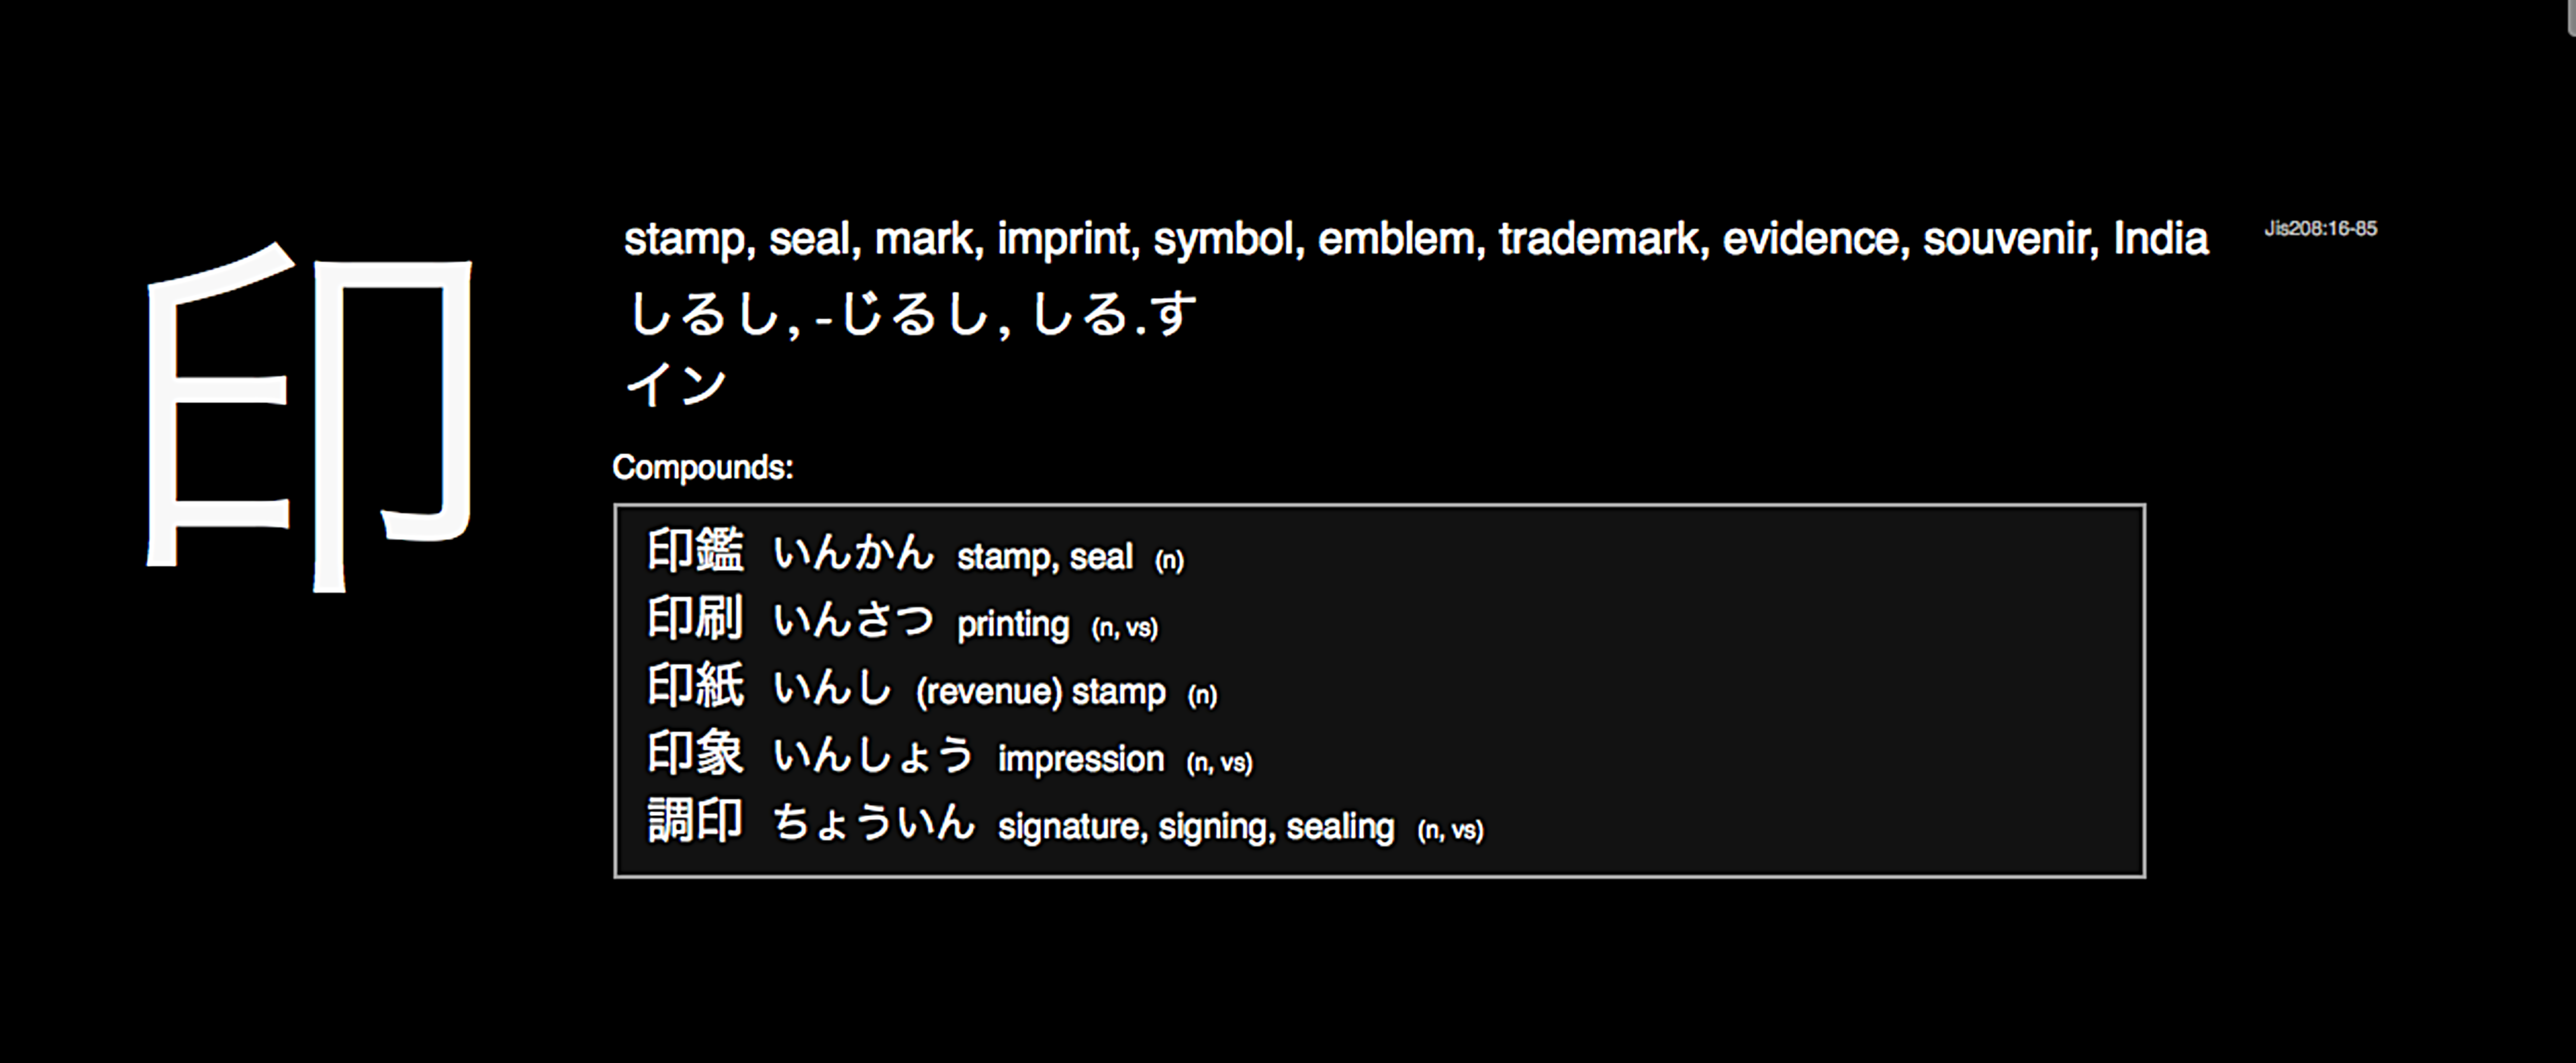 印
stamp, seal, mark, imprint, symbol, emblem, trademark, evidence, souvenir, India
Jis208:16-85
しるし, -じるし, しる.す
イン
Compounds:
印鑑 いんかん stamp, seal (n)
印刷 いんさつ printing (n, vs)
印紙 いんし (revenue) stamp (n)
印象 いんしょう impression (n, vs)
調印 ちょういん signature, signing, sealing (n, vs)